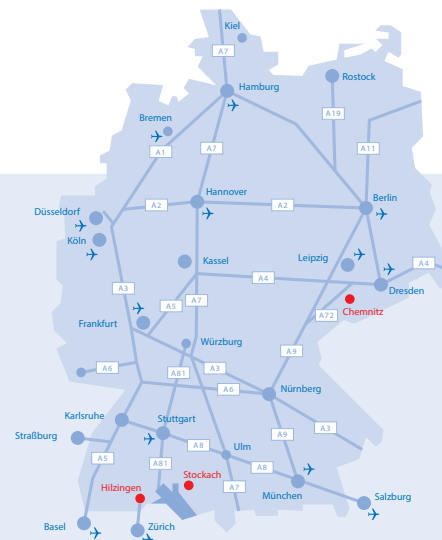 Kiel
A7
Hamburg
Rostock
A19
Bremen
A1
A7
A11
Hannover
A2
A2
Berlin
Düsseldorf
Köln
Kassel
Leipzig
A4
A4
Dresden
A3
A5
A7
Chemnitz
A72
Frankfurt
Würzburg
A9
A6
A81
A3
A6
Nürnberg
Karlsruhe
Stuttgart
A3
A9
Straßburg
A8
Ulm
A5
A81
A8
Stockach
Hilzingen
A7
München
Salzburg
Basel
Zürich